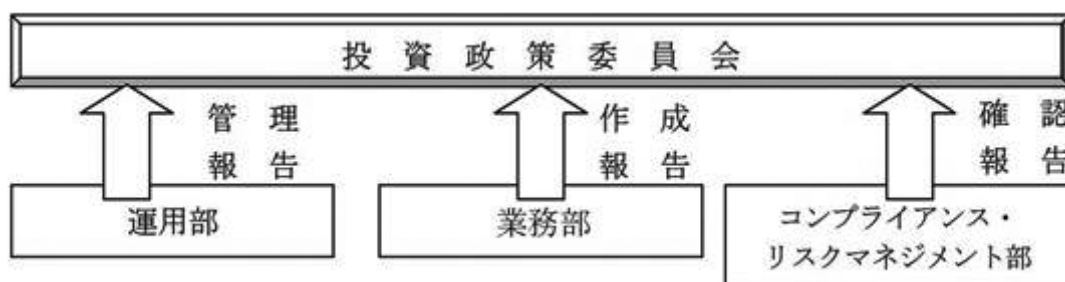 投資政策委員会
管理
報告
作成
報告
確認
報告
運用部
業務部
コンプライアンス・
リスクマネジメント部